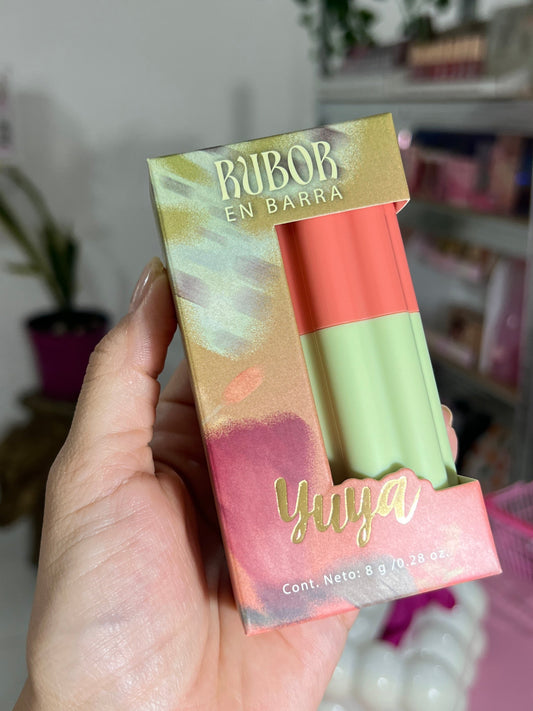 RUBOR
EN BARRA
Yuya
Cont. Neto: 8 g /0.28 oz.